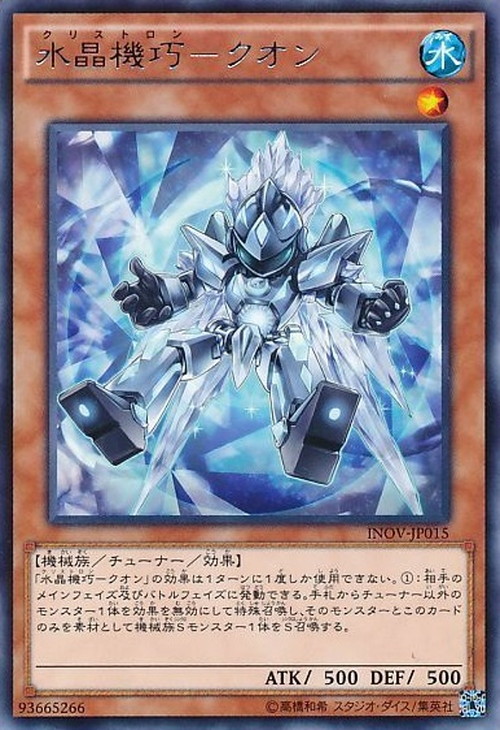 クリストロン
水晶機巧－クオン
水
INOV-JP015
【機械族／チューナー／効果】
「水晶機巧－クオン」の効果は1ターンに1度しか使用できない。①：相手の
メインフェイズ及びバトルフェイズに発動できる。手札からチューナー以外の
モンスター1体を効果を無効にして特殊召喚し、そのモンスターとこのカード
のみを素材として機械族Sモンスター1体をS召喚する。
ATK/ 500 DEF/ 500
93665266
©高橋和希 スタジオ・ダイス/集英社